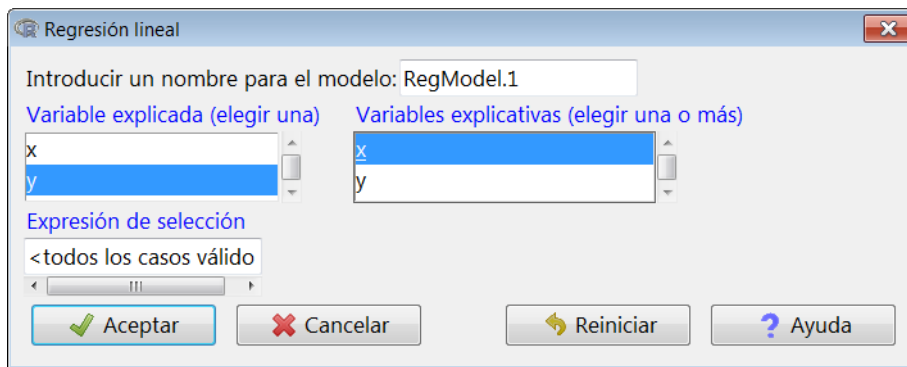 Regresión lineal
Introducir un nombre para el modelo: RegModel.1
Variable explicada (elegir una) Variables explicativas (elegir una o más)
x x
y y
Expresión de selección
<todos los casos válido
Aceptar Cancelar Reiniciar Ayuda